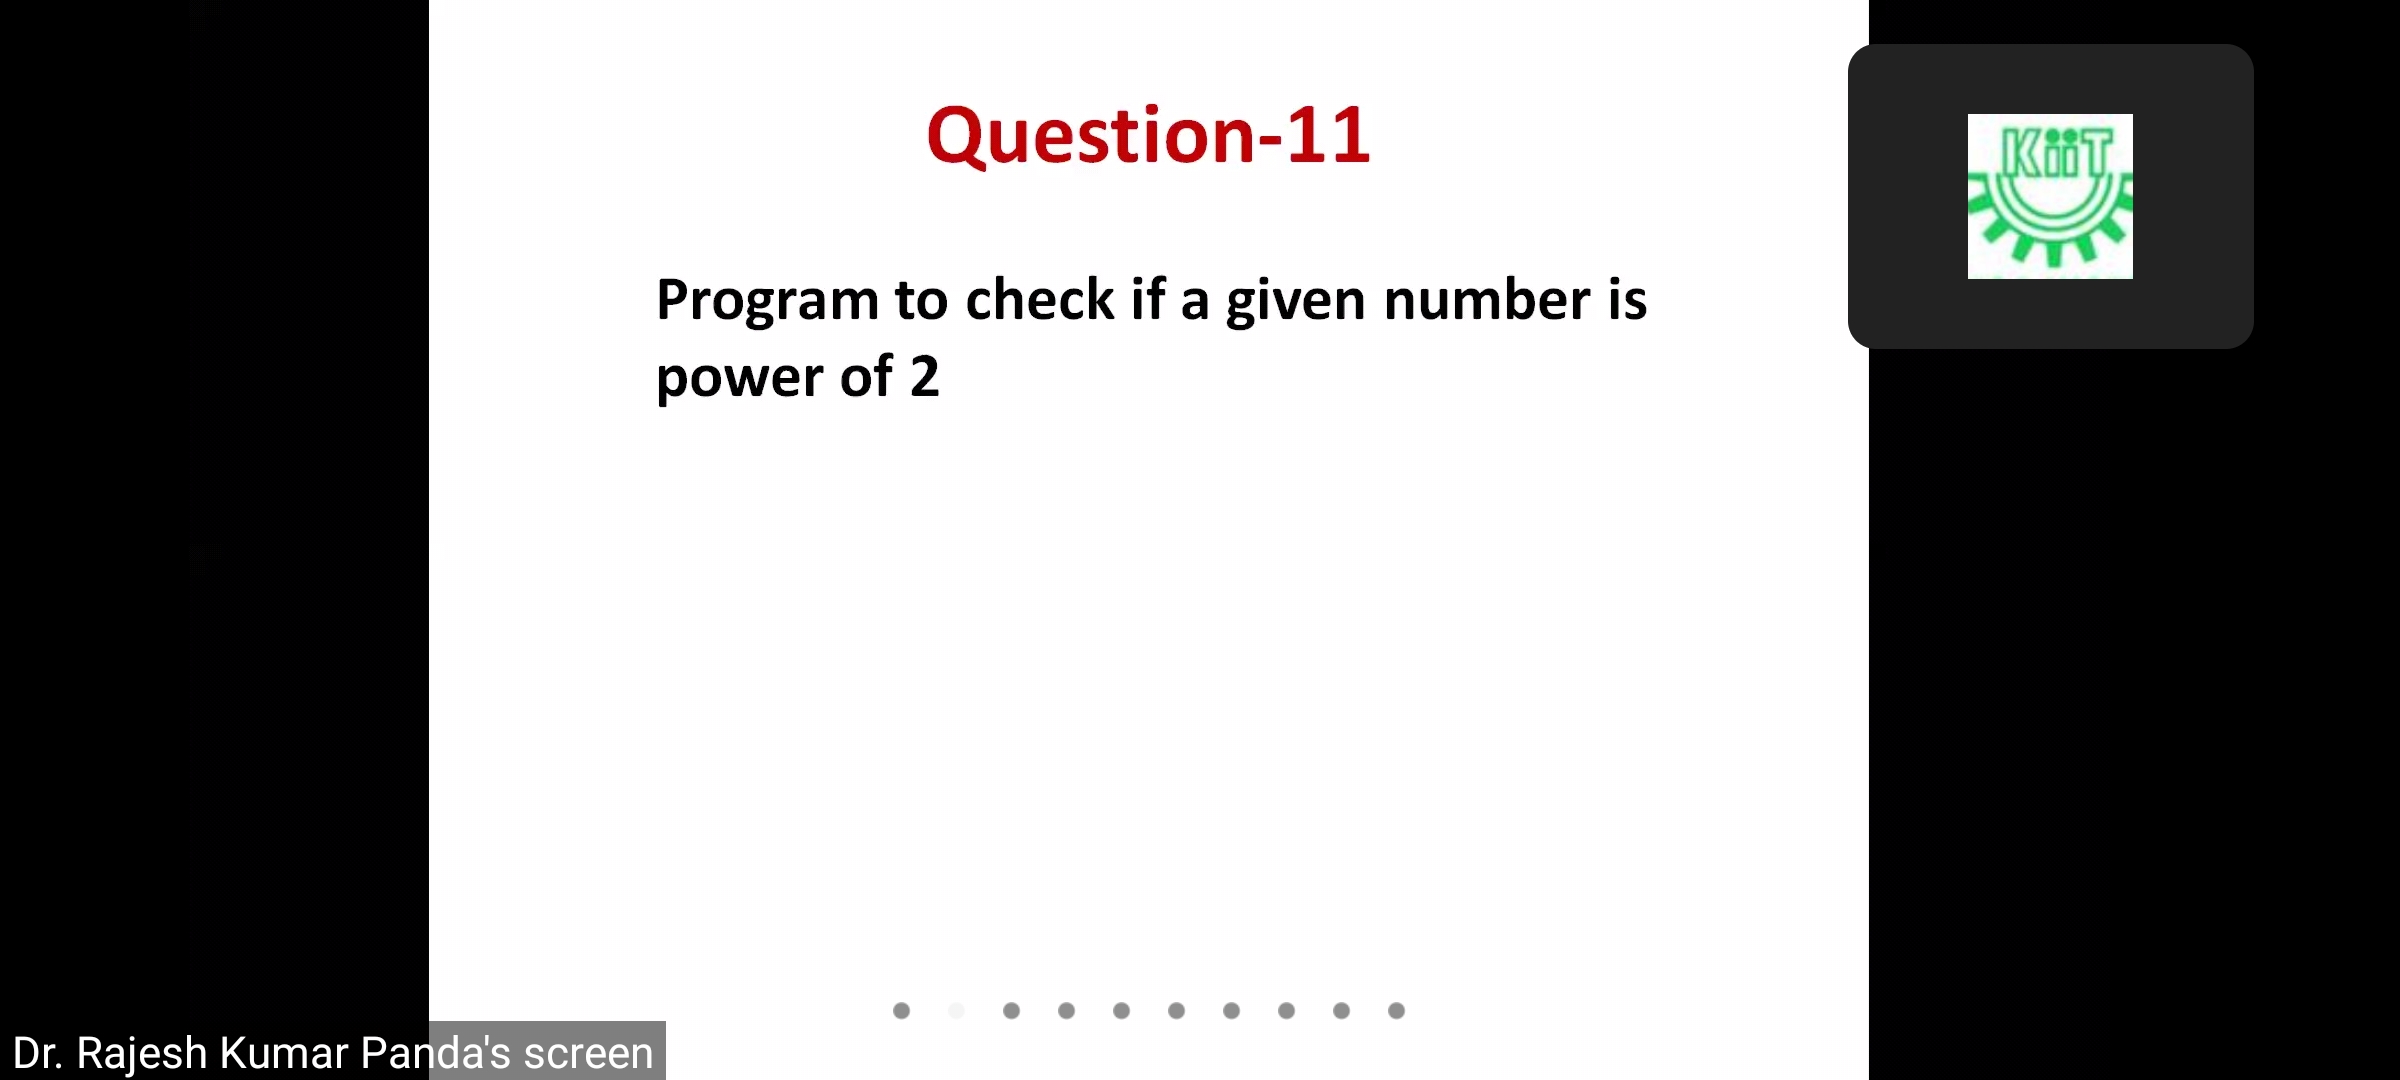 Question-11
KiiT
Program to check if a given number is
power of 2
Dr. Rajesh Kumar Panda's screen